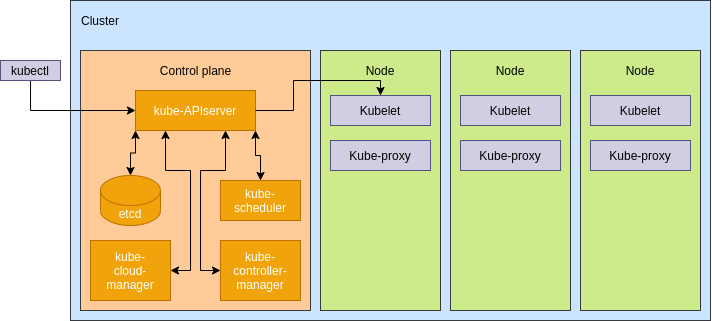 Cluster
kubectl
Control plane
kube-APIserver
etcd
kube-
scheduler
kube-
cloud-
manager
kube-
controller-
manager
Node
Kubelet
Kube-proxy
Node
Kubelet
Kube-proxy
Node
Kubelet
Kube-proxy